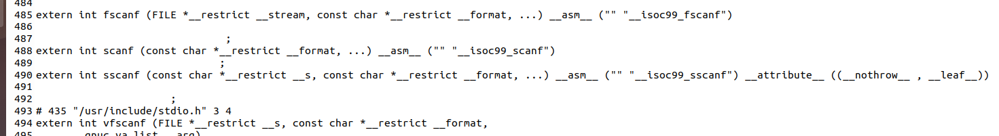 484
485 extern int fscanf (FILE *__restrict __stream, const char *__restrict __format, ...) __asm__ ("" "__isoc99_fscanf")
486
487                               ;
488 extern int scanf (const char *__restrict __format, ...) __asm__ ("" "__isoc99_scanf")
489                              ;
490 extern int sscanf (const char *__restrict __s, const char *__restrict __format, ...) __asm__ ("" "__isoc99_sscanf") __attribute__ ((__nothrow__ , __leaf__))
491
492                      ;
493 # 435 "/usr/include/stdio.h" 3 4
494 extern int vfscanf (FILE *__restrict __s, const char *__restrict __format,
495